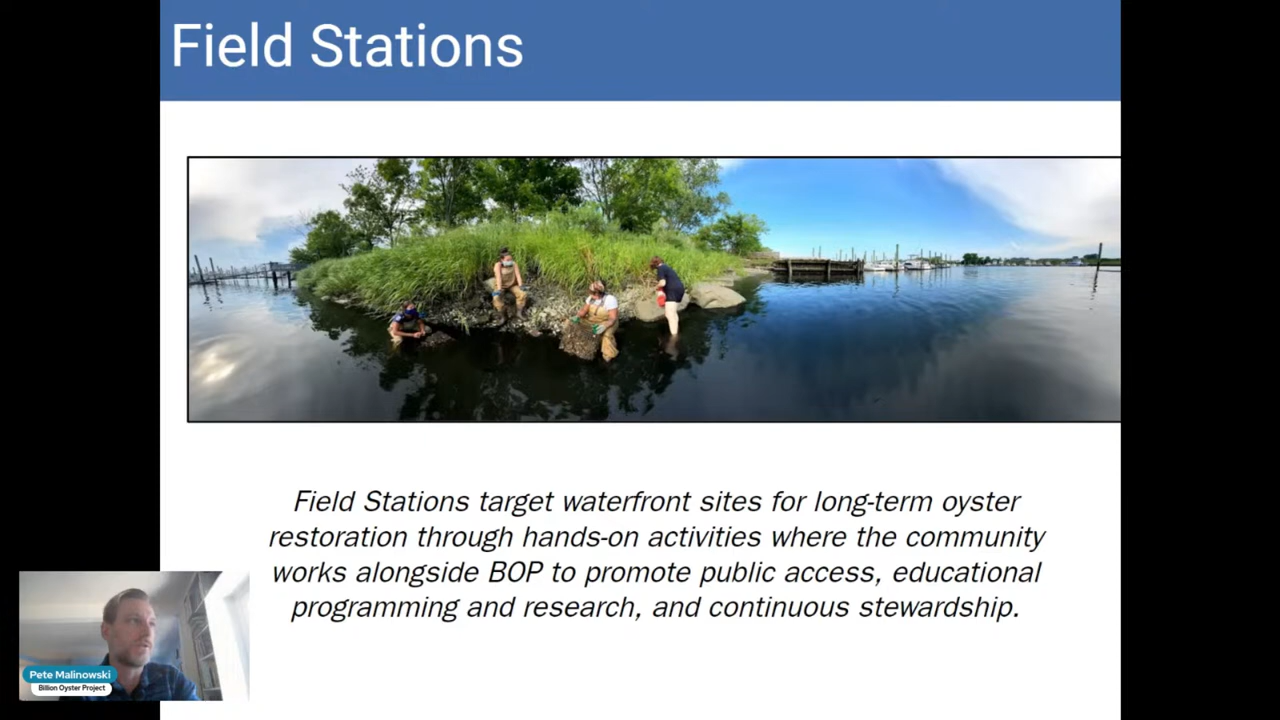 Field Stations
Field Stations target waterfront sites for long-term oyster
restoration through hands-on activities where the community
works alongside BOP to promote public access, educational
programming and research, and continuous stewardship.
Pete Malinowski
Billion Oyster Project